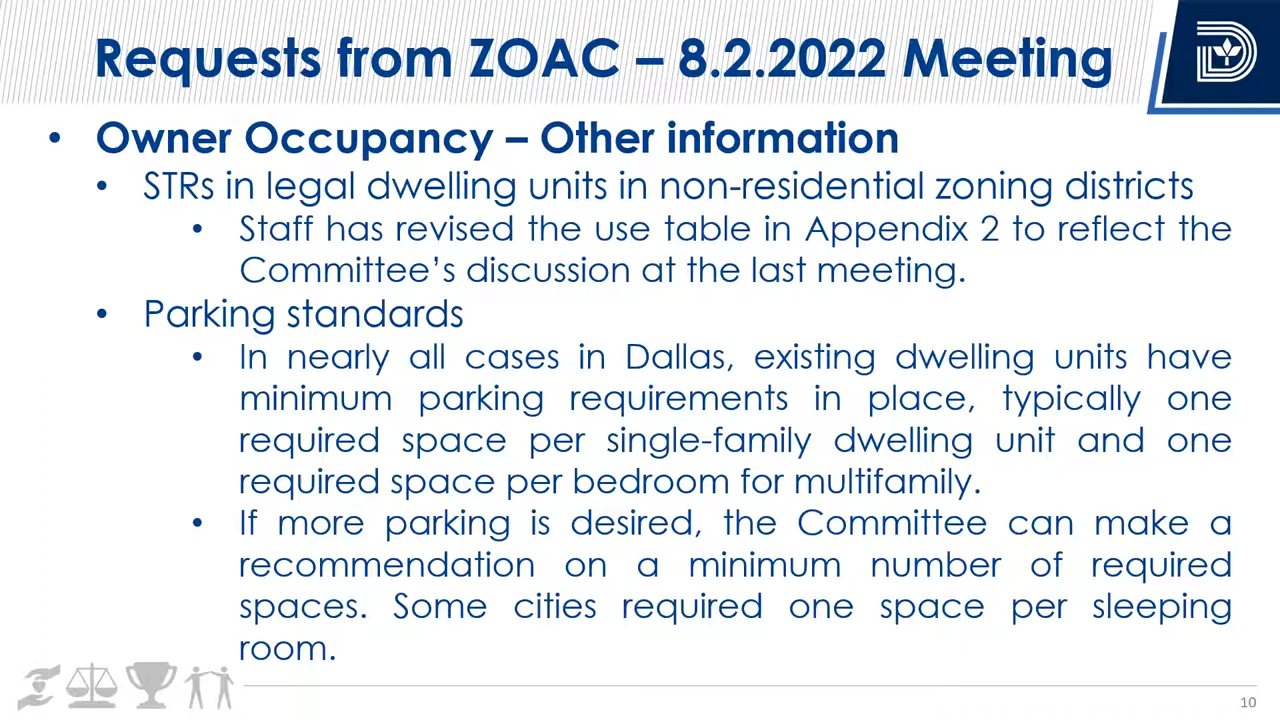 Requests from ZOAC – 8.2.2022 Meeting
• Owner Occupancy – Other information
• STRs in legal dwelling units in non-residential zoning districts
• Staff has revised the use table in Appendix 2 to reflect the
Committee’s discussion at the last meeting.
• Parking standards
• In nearly all cases in Dallas, existing dwelling units have
minimum parking requirements in place, typically one
required space per single-family dwelling unit and one
required space per bedroom for multifamily.
• If more parking is desired, the Committee can make a
recommendation on a minimum number of required
spaces. Some cities required one space per sleeping
room.
10